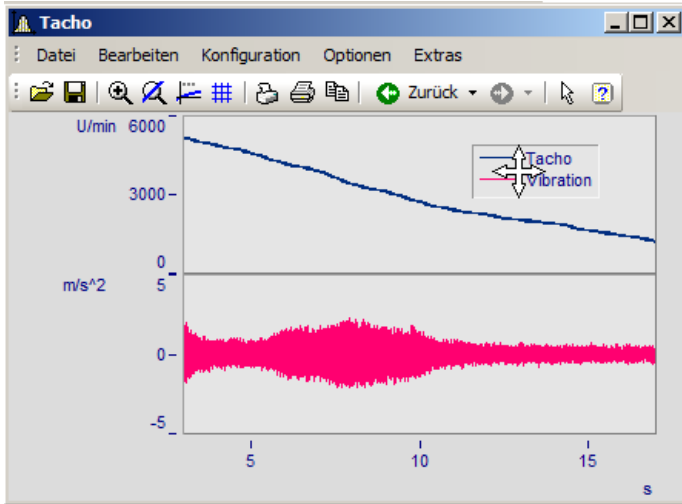 Tacho
Datei Bearbeiten Konfiguration Optionen Extras
Zurück
U/min 6000
Tacho
Vibration
3000
0
m/s^2 5
0
-5
5 10 15
s